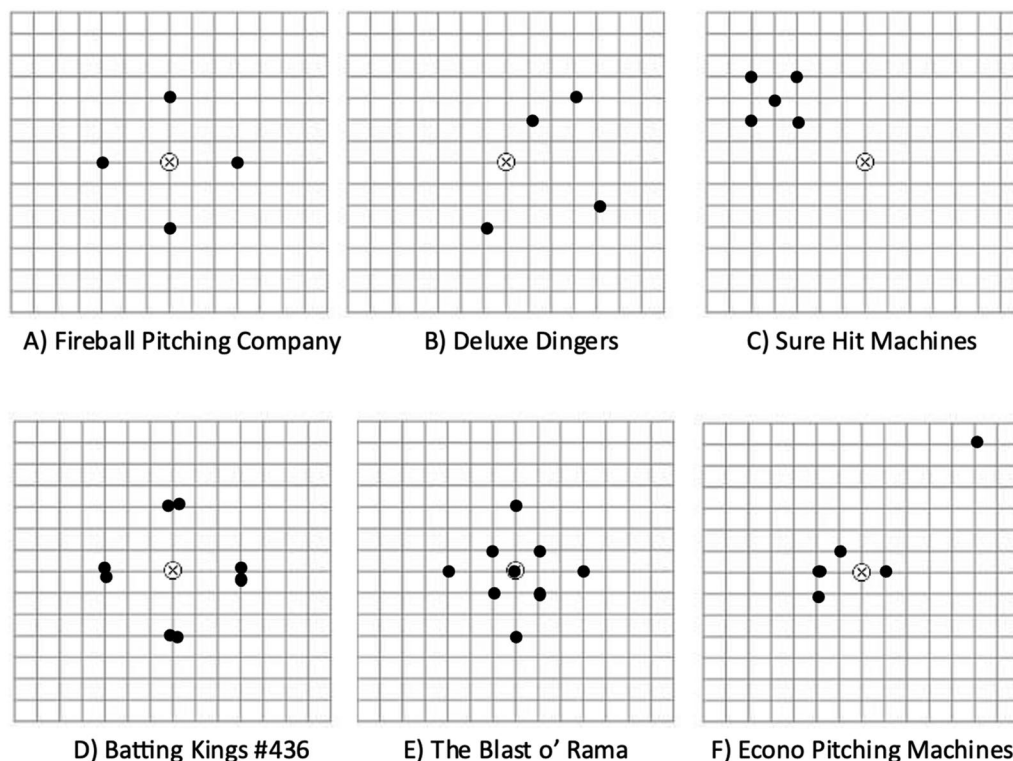 A) Fireball Pitching Company
B) Deluxe Dingers
C) Sure Hit Machines
D) Batting Kings #436
E) The Blast o’ Rama
F) Econo Pitching Machines